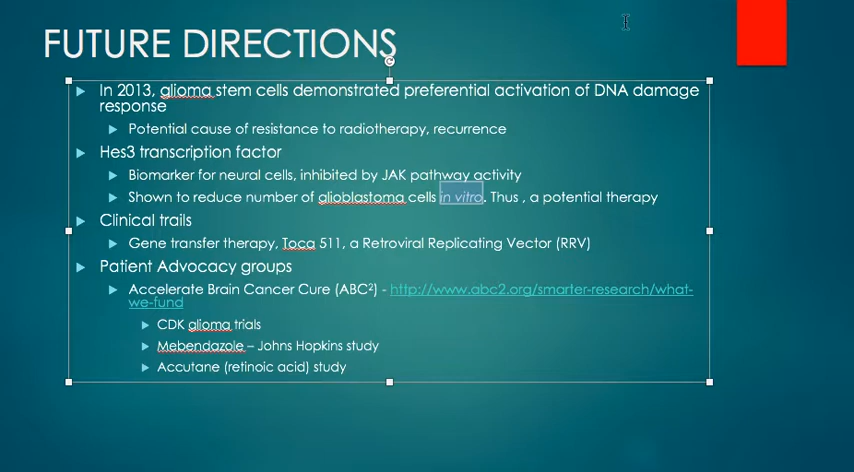 FUTURE DIRECTIONS
In 2013, glioma stem cells demonstrated preferential activation of DNA damage
response
Potential cause of resistance to radiotherapy, recurrence
Hes3 transcription factor
Biomarker for neural cells, inhibited by JAK pathway activity
Shown to reduce number of glioblastoma cells in vitro. Thus , a potential therapy
Clinical trails
Gene transfer therapy, Toca 511, a Retroviral Replicating Vector (RRV)
Patient Advocacy groups
Accelerate Brain Cancer Cure (ABC²) - http://www.abc2.org/smarter-research/what-
we-fund
CDK glioma trials
Mebendazole – Johns Hopkins study
Accutane (retinoic acid) study